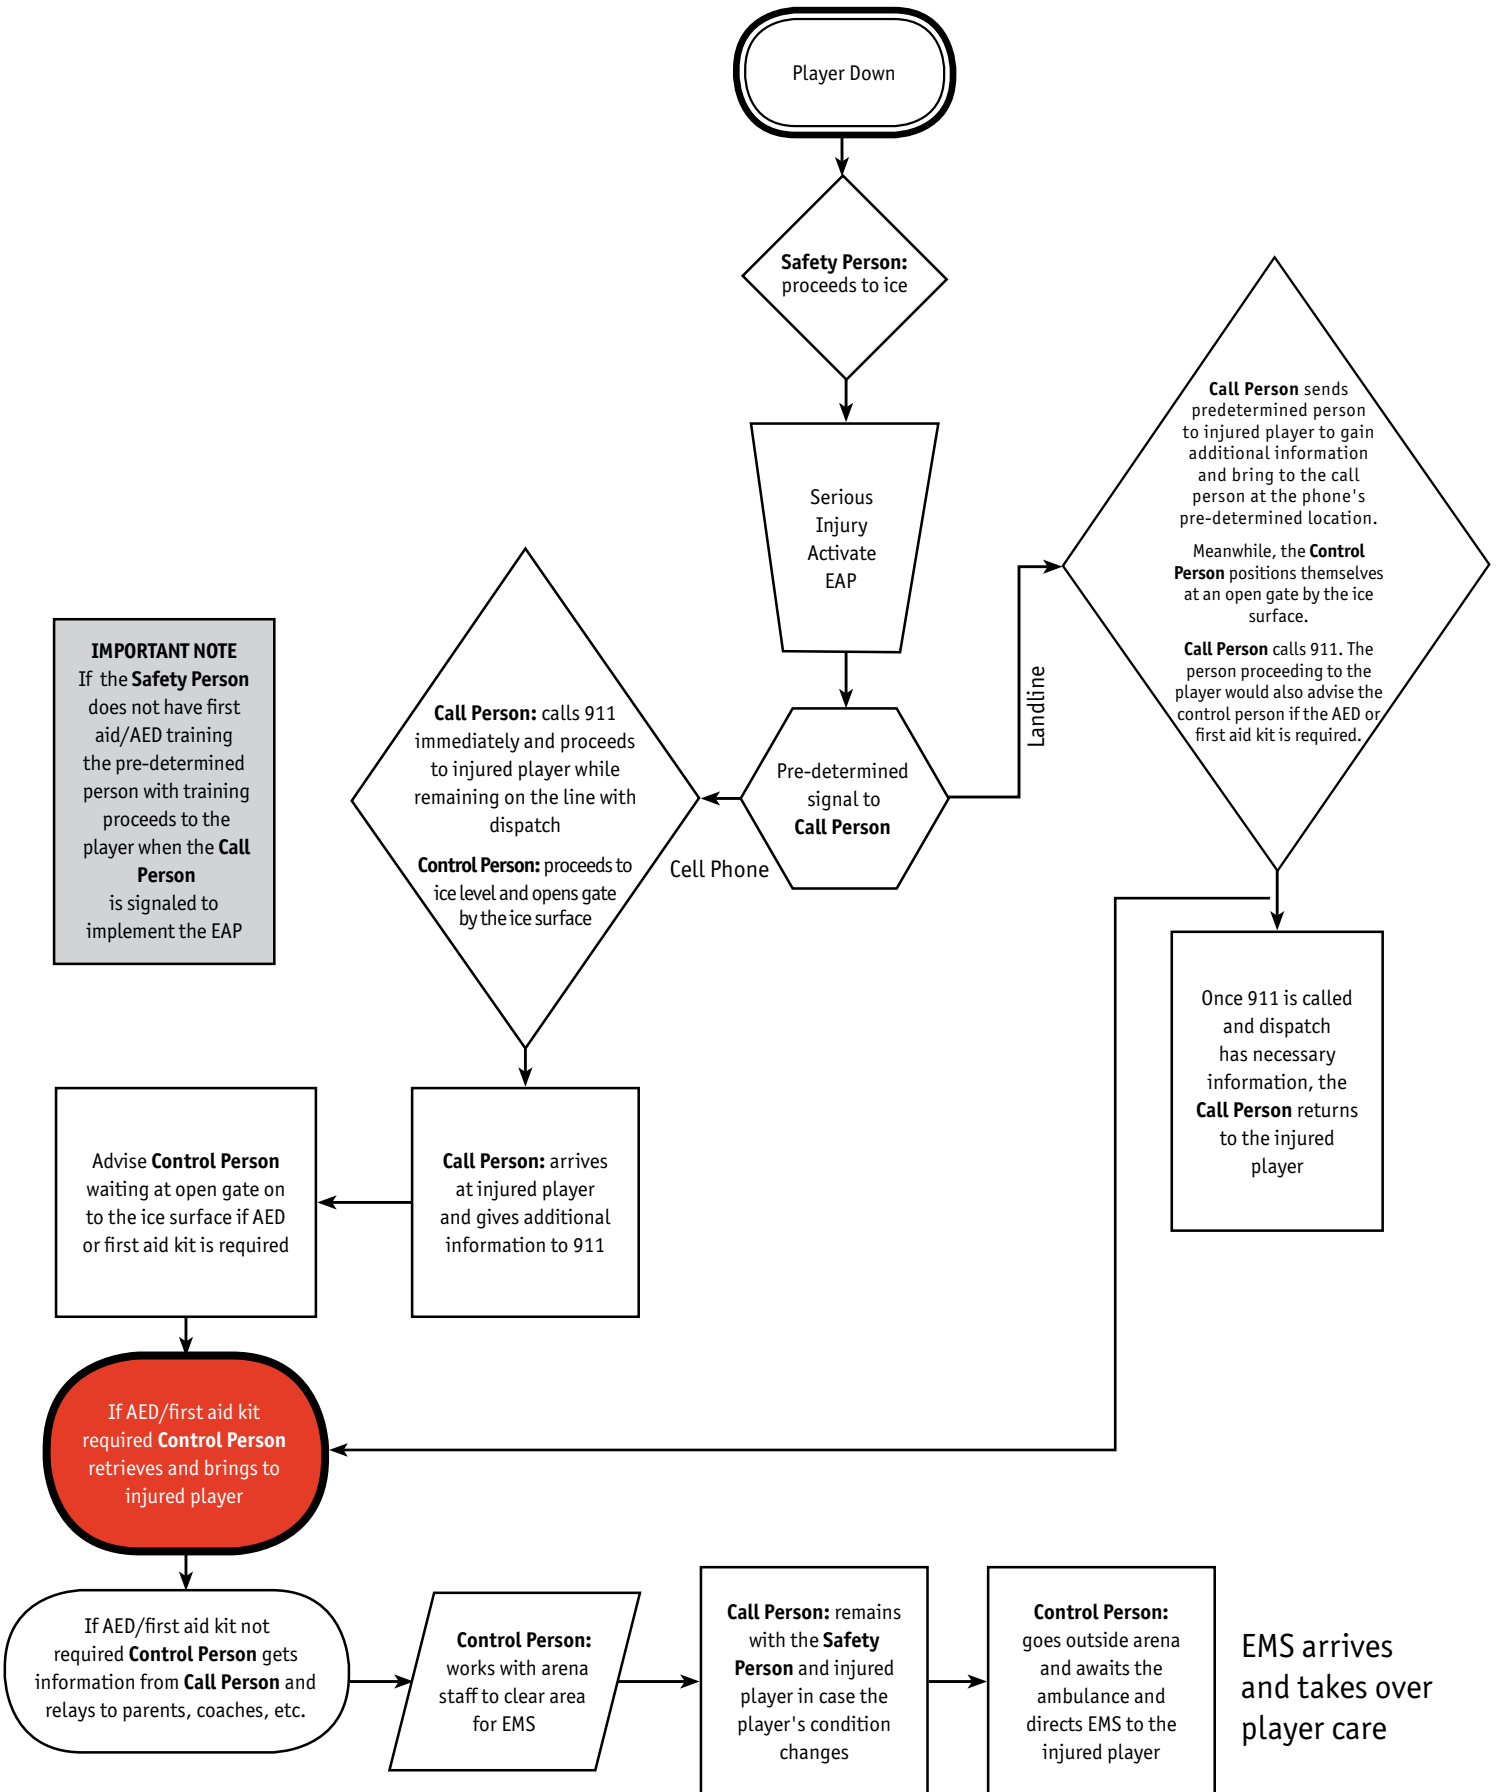 Player Down
Safety Person:
proceeds to ice
Serious
Injury
Activate
EAP
Pre-determined
signal to
Call Person
Landline
Call Person sends
predetermined person
to injured player to gain
additional information
and bring to the call
person at the phone's
pre-determined location.
Meanwhile, the Control
Person positions themselves
at an open gate by the ice
surface.
Call Person calls 911. The
person proceeding to the
player would also advise the
control person if the AED or
first aid kit is required.
Once 911 is called
and dispatch
has necessary
information, the
Call Person returns
to the injured
player
Cell Phone
Call Person: calls 911
immediately and proceeds
to injured player while
remaining on the line with
dispatch
Control Person: proceeds to
ice level and opens gate
by the ice surface
IMPORTANT NOTE
If the Safety Person
does not have first
aid/AED training
the pre-determined
person with training
proceeds to the
player when the Call
Person
is signaled to
implement the EAP
Call Person: arrives
at injured player
and gives additional
information to 911
Advise Control Person
waiting at open gate on
to the ice surface if AED
or first aid kit is required
If AED/first aid kit
required Control Person
retrieves and brings to
injured player
If AED/first aid kit not
required Control Person gets
information from Call Person and
relays to parents, coaches, etc.
Control Person:
works with arena
staff to clear area
for EMS
Call Person: remains
with the Safety
Person and injured
player in case the
player's condition
changes
Control Person:
goes outside arena
and awaits the
ambulance and
directs EMS to the
injured player
EMS arrives
and takes over
player care